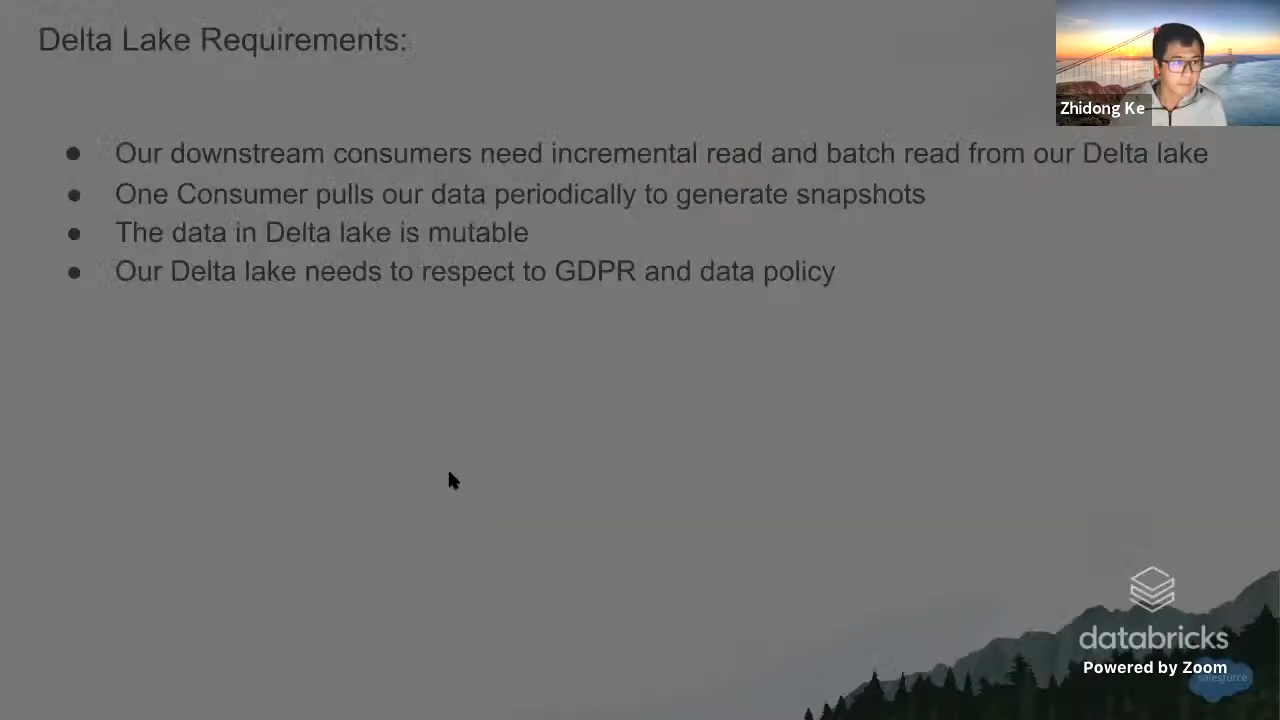 Delta Lake Requirements:
Zhidong Ke
● Our downstream consumers need incremental read and batch read from our Delta lake
● One Consumer pulls our data periodically to generate snapshots
● The data in Delta lake is mutable
● Our Delta lake needs to respect to GDPR and data policy
databricks
Powered by Zoom
salesforce